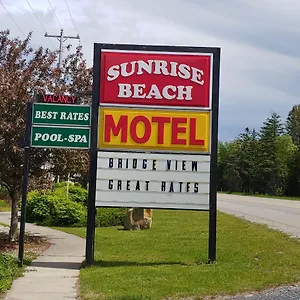 SUNRISE
BEACH
MOTEL
BRIDGE VIEW
GREAT RATES
VACANCY
BEST RATES
POOL-SPA